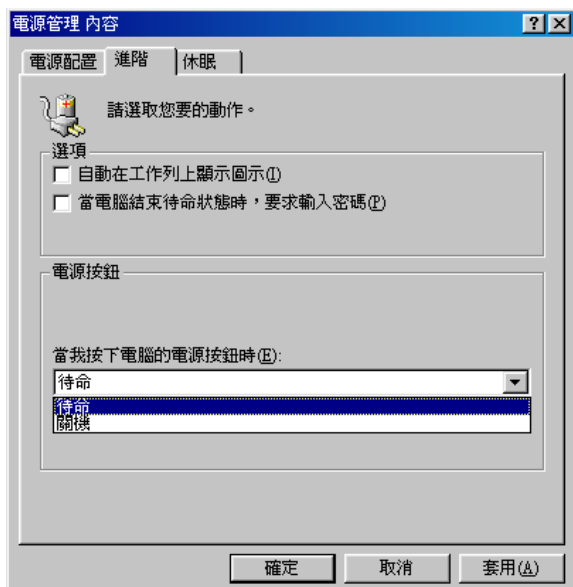 電源管理 內容
電源配置 進階 休眠
請選取您要的動作。
選項
自動在工作列上顯示圖示(I)
當電腦結束待命狀態時，要求輸入密碼(P)
電源按鈕
當我按下電腦的電源按鈕時(E):
待命
待命
關機
確定 取消 套用(A)